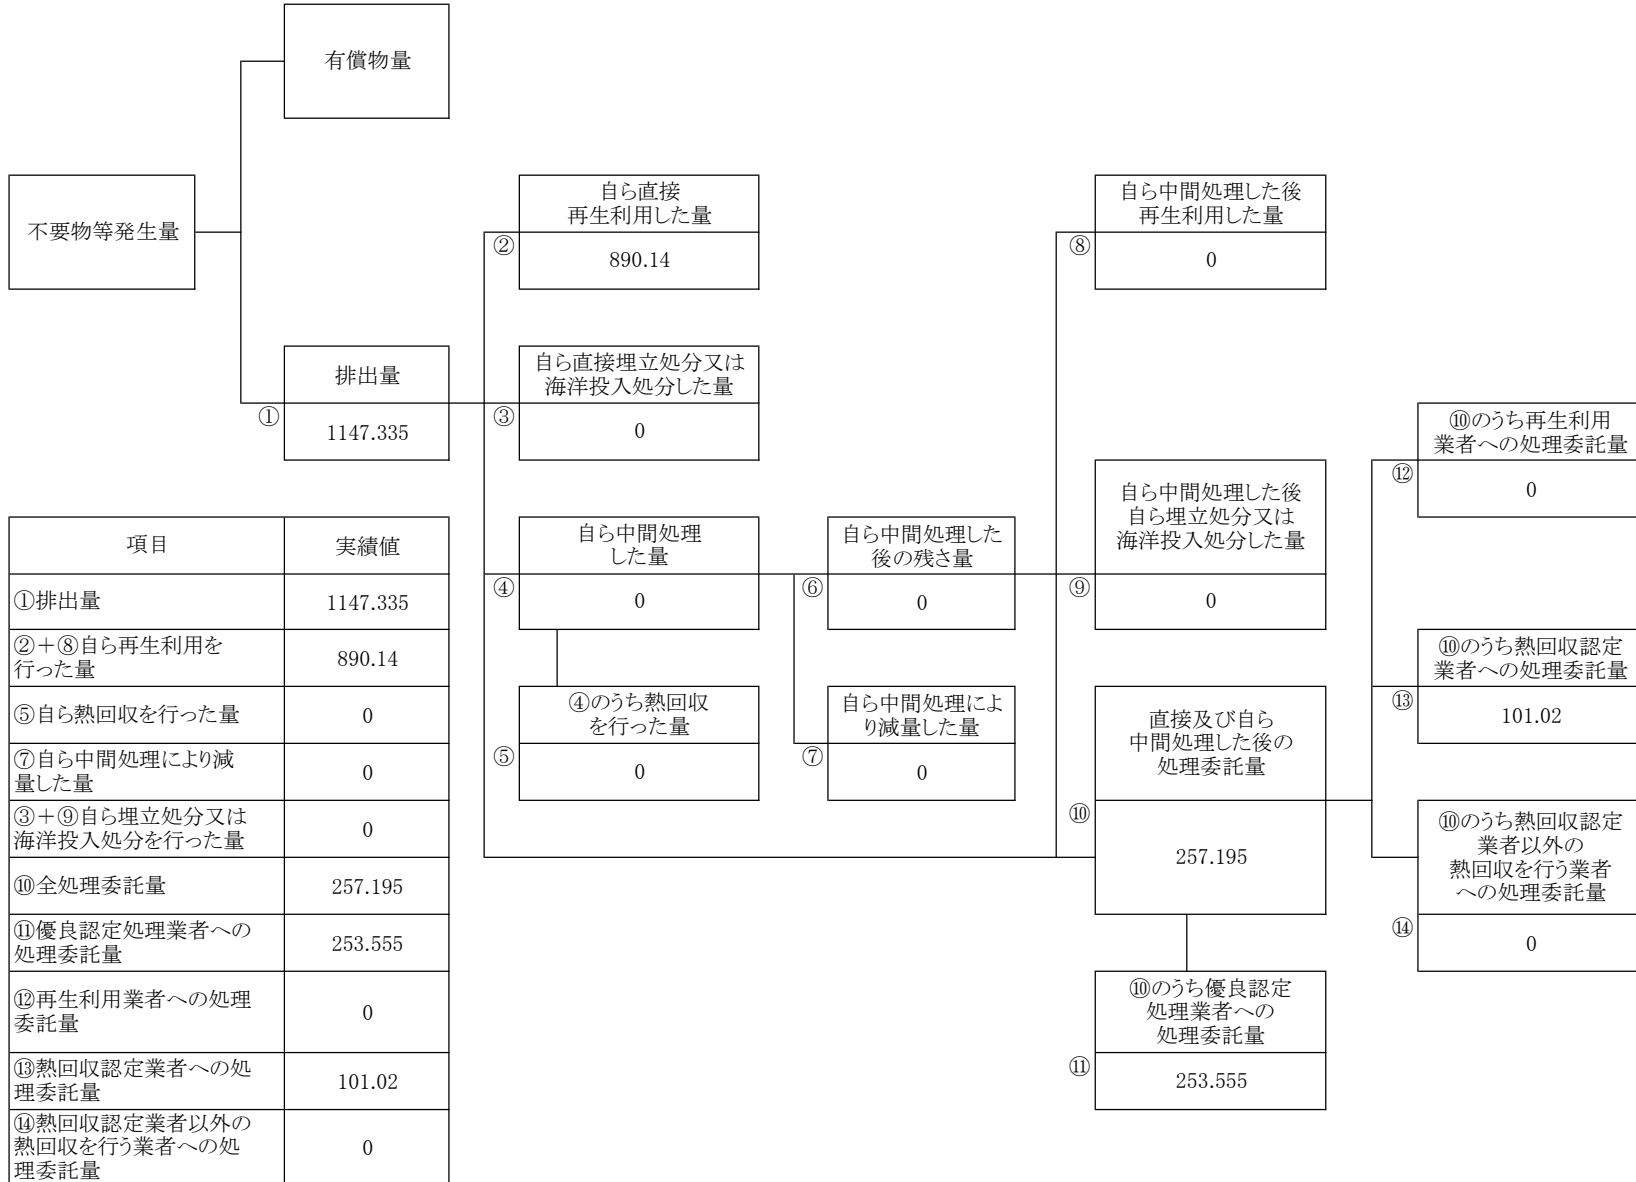 有償物量
不要物等発生量
自ら直接
再生利用した量
②
890.14
自ら中間処理した後
再生利用した量
⑧
0
排出量
①
1147.335
自ら直接埋立処分又は
海洋投入処分した量
③
0
⑩のうち再生利用
業者への処理委託量
⑫
0
自ら中間処理
した量
④
0
自ら中間処理した
後の残さ量
⑥
0
自ら中間処理した後
自ら埋立処分又は
海洋投入処分した量
⑨
0
⑩のうち熱回収認定
業者への処理委託量
⑬
101.02
④のうち熱回収
を行った量
⑤
0
自ら中間処理によ
り減量した量
⑦
0
直接及び自ら
中間処理した後の
処理委託量
⑩
257.195
⑩のうち熱回収認定
業者以外の
熱回収を行う業者
への処理委託量
⑭
0
⑩のうち優良認定
処理業者への
処理委託量
⑪
253.555
項目
実績値
①排出量
1147.335
②+⑧自ら再生利用を
行った量
890.14
⑤自ら熱回収を行った量
0
⑦自ら中間処理により減
量した量
0
③+⑨自ら埋立処分又は
海洋投入処分を行った量
0
⑩全処理委託量
257.195
⑪優良認定処理業者への
処理委託量
253.555
⑫再生利用業者への処理
委託量
0
⑬熱回収認定業者への処
理委託量
101.02
⑭熱回収認定業者以外の
熱回収を行う業者への処
理委託量
0